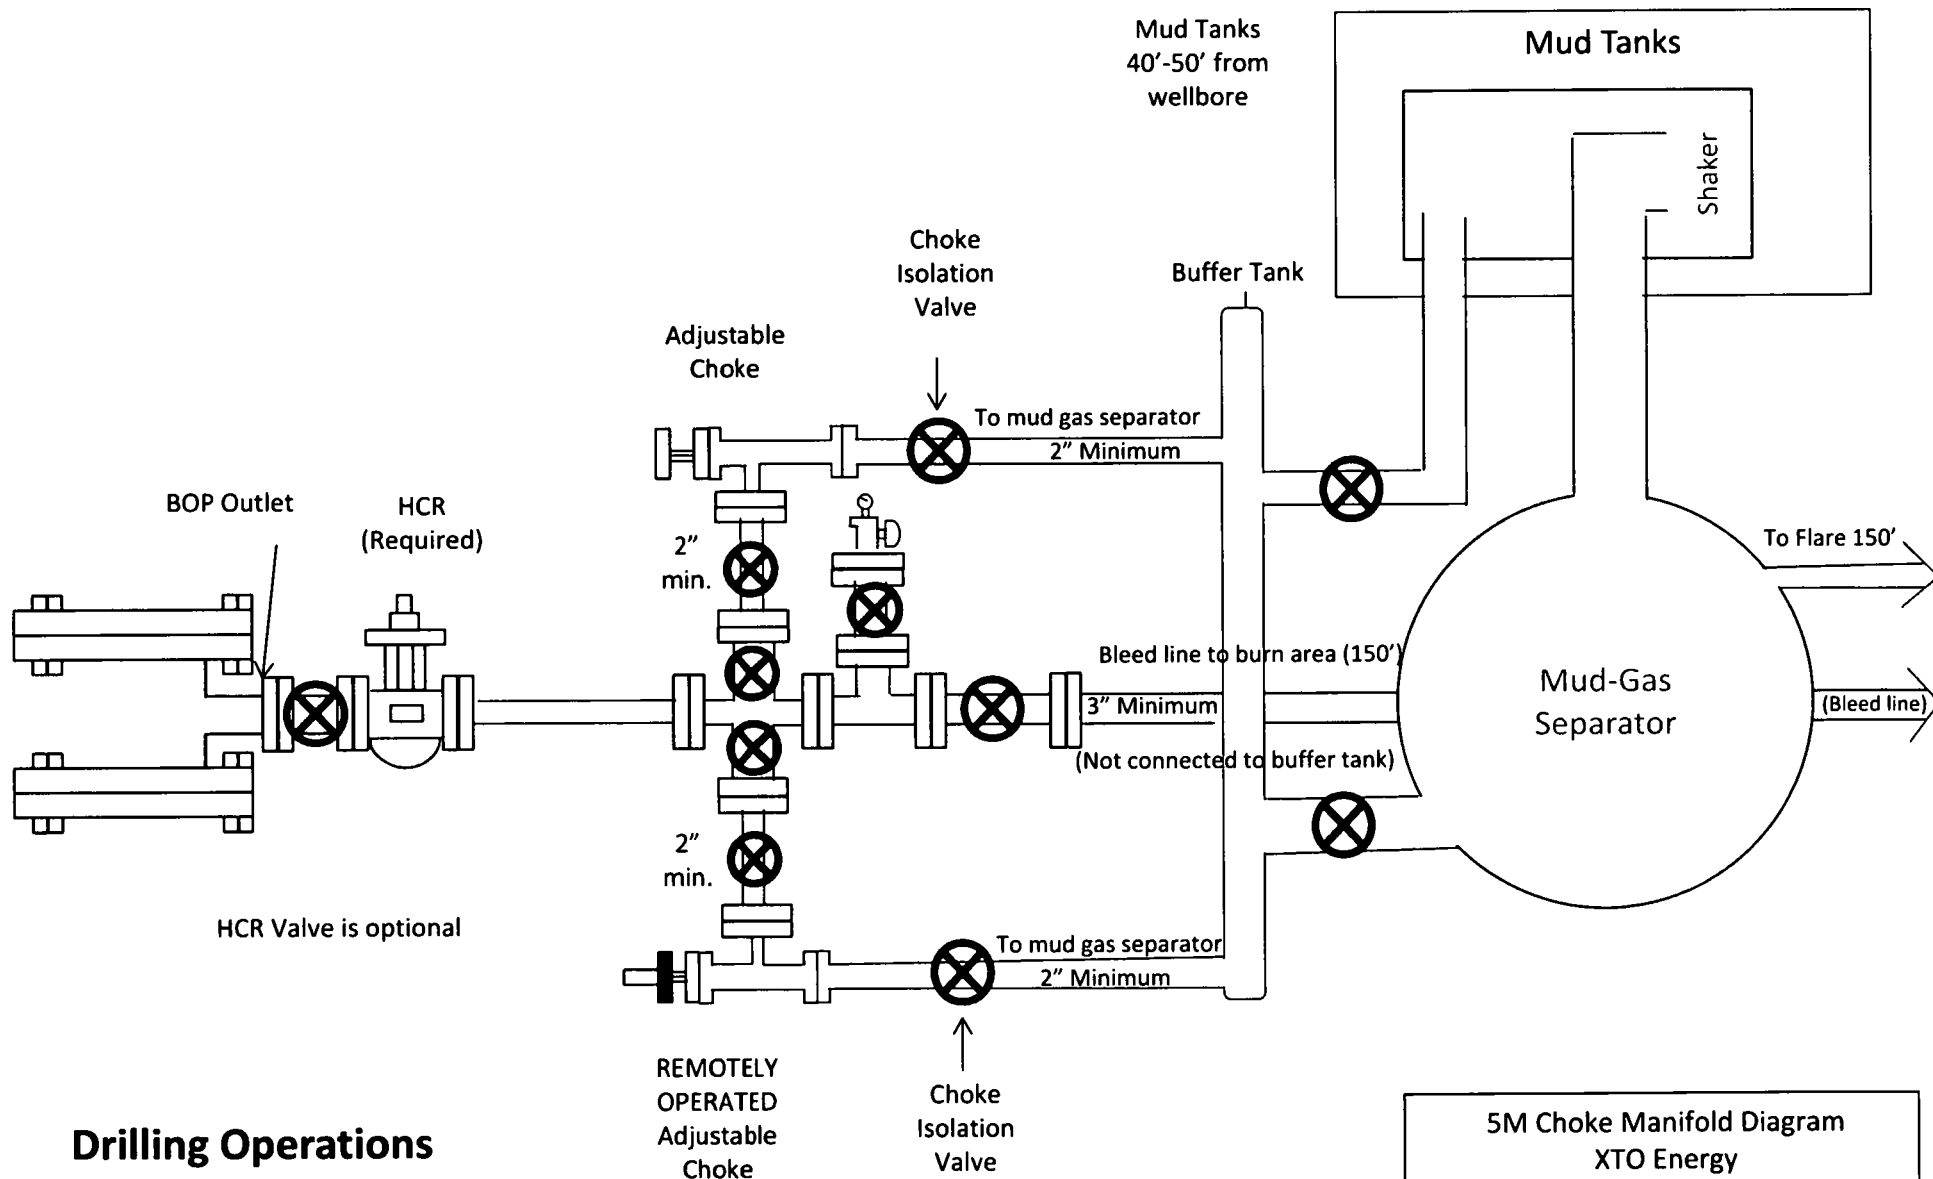 Mud Tanks
40'-50' from
wellbore
Mud Tanks
Shaker
Choke
Isolation
Valve
Buffer Tank
Adjustable
Choke
To mud gas separator
2" Minimum
BOP Outlet
HCR
(Required)
2"
min.
To Flare 150'
Bleed line to burn area (150')
3" Minimum
(Not connected to buffer tank)
Mud-Gas
Separator
(Bleed line)
2"
min.
HCR Valve is optional
To mud gas separator
2" Minimum
REMOTELY
OPERATED
Adjustable
Choke
Choke
Isolation
Valve
Drilling Operations
5M Choke Manifold Diagram
XTO Energy